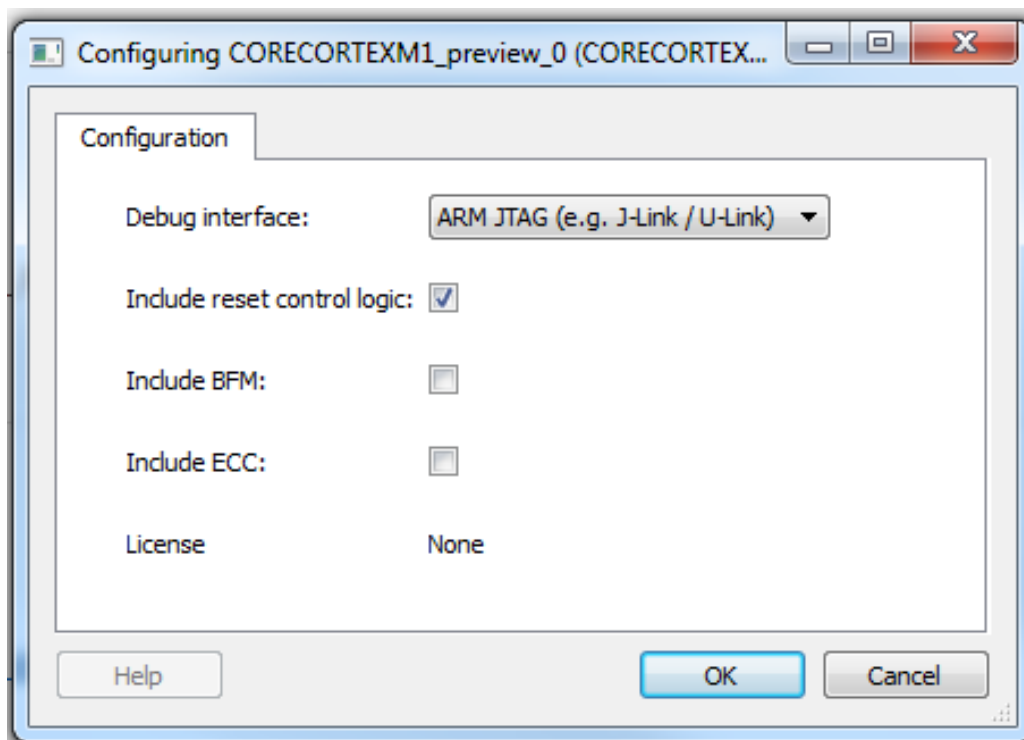 Configuring CORECORTEXM1_preview_0 (CORECORTEX...
Configuration
Debug interface: ARM JTAG (e.g. J-Link / U-Link)
Include reset control logic:
Include BFM:
Include ECC:
License None
Help OK Cancel